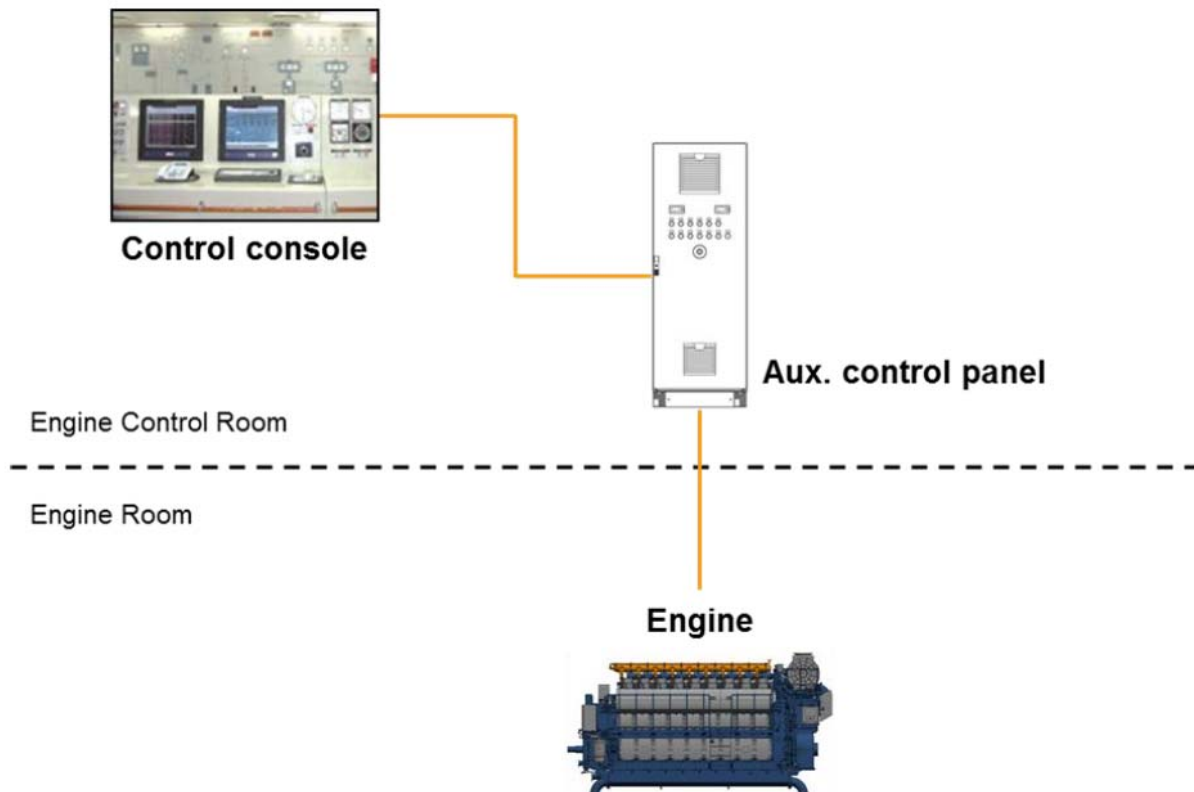 Control console
Aux. control panel
Engine Control Room
Engine Room
Engine